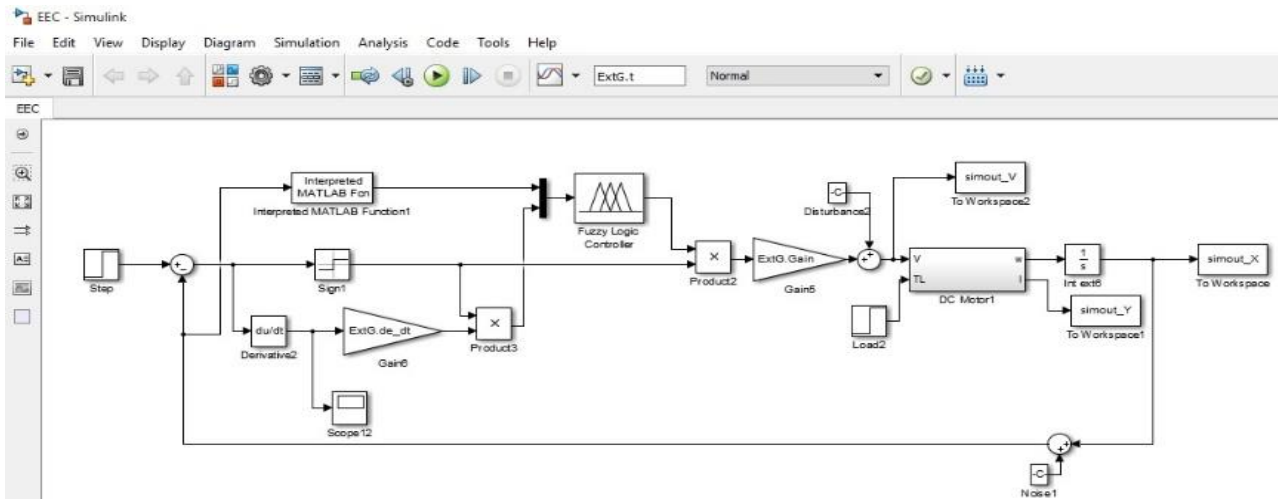 EEC - Simulink
File Edit View Display Diagram Simulation Analysis Code Tools Help
ExtG.t
Normal
EEC
Interpreted
MATLAB Fcn
Interpreted MATLAB Function1
Fuzzy Logic
Controller
-C-
Disturbance2
simout_V
To Workspace2
Step
Sign1
×
Product2
ExtG.Gain
Gain5
V
TL
w
I
DC Motor1
1
s
Int ext6
simout_X
To Workspace
simout_Y
To Workspace1
Load2
du/dt
Derivative2
ExtG.de_dt
Gain6
×
Product3
Scope12
-C-
Noise1